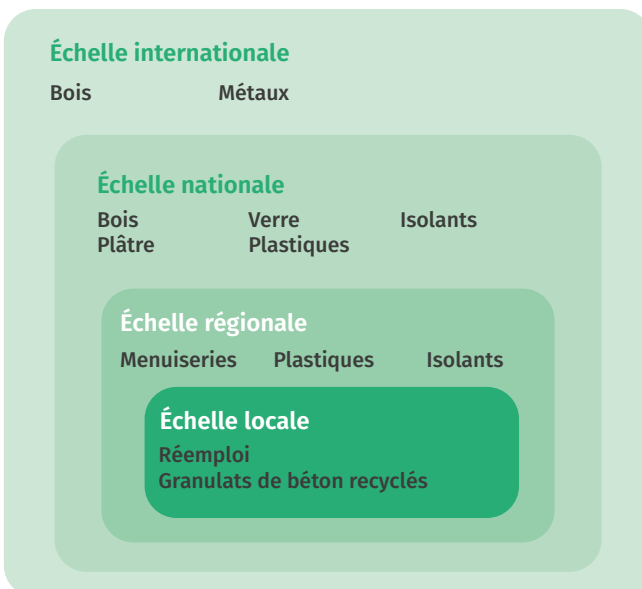 Échelle internationale
Bois Métaux
Échelle nationale
Bois Verre Isolants
Plâtre Plastiques
Échelle régionale
Menuiseries Plastiques Isolants
Échelle locale
Réemploi
Granulats de béton recyclés